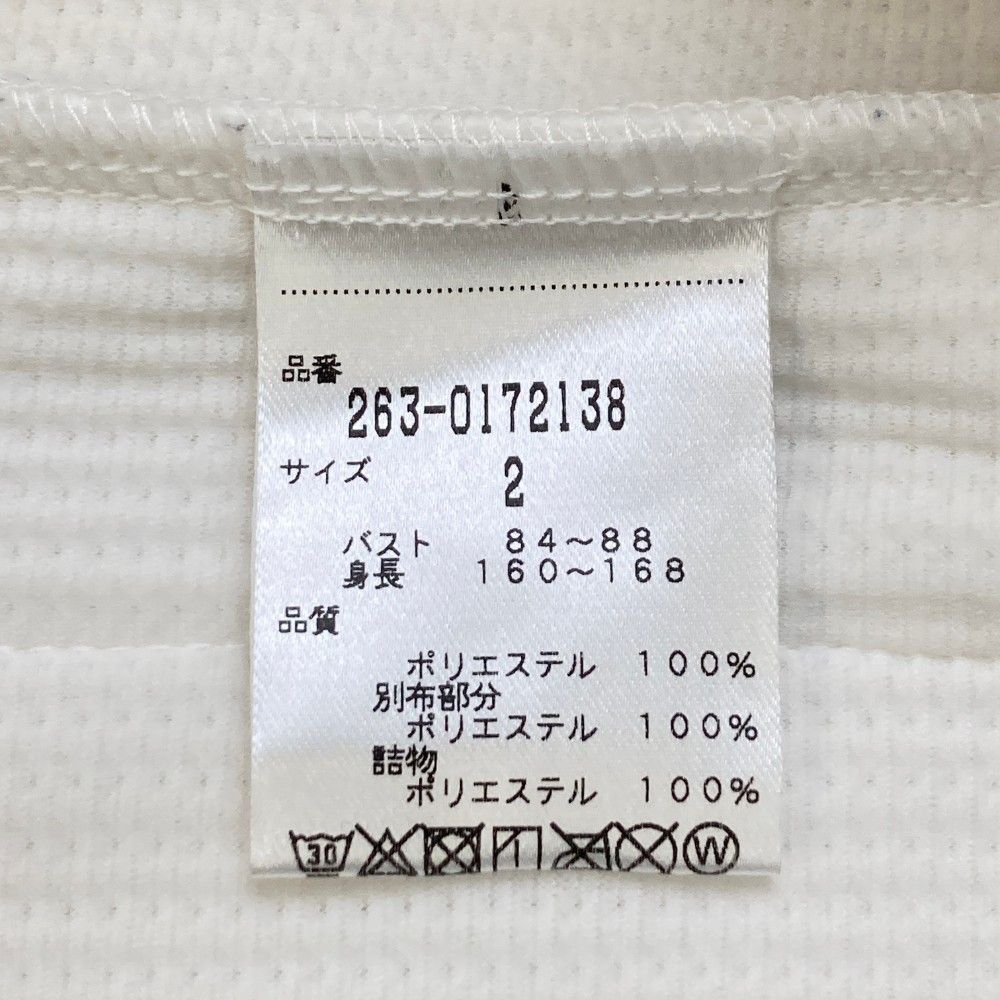 品番
263-0172138
サイズ
2
バスト 84～88
身長 160～168
品質
ポリエステル 100%
別布部分
ポリエステル 100%
詰物
ポリエステル 100%
30 W